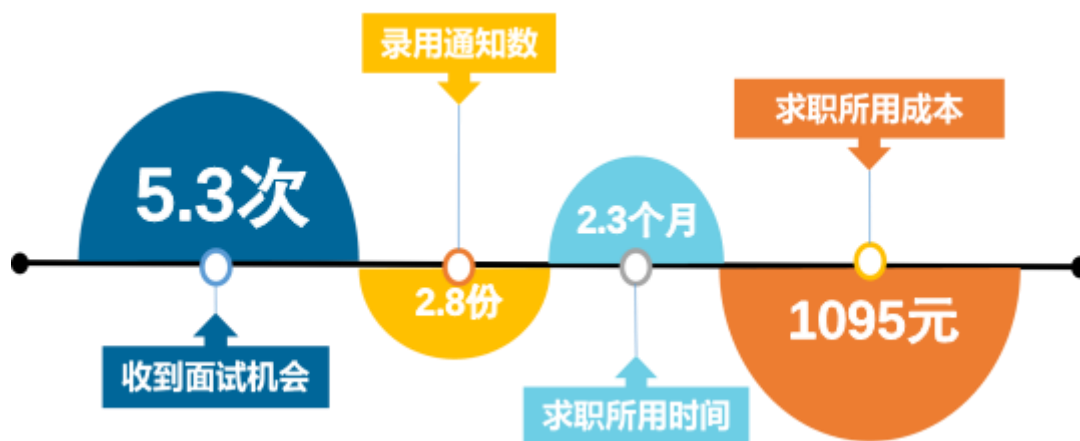 录用通知数
求职所用成本
5.3次
2.3个月
2.8份
1095元
收到面试机会
求职所用时间